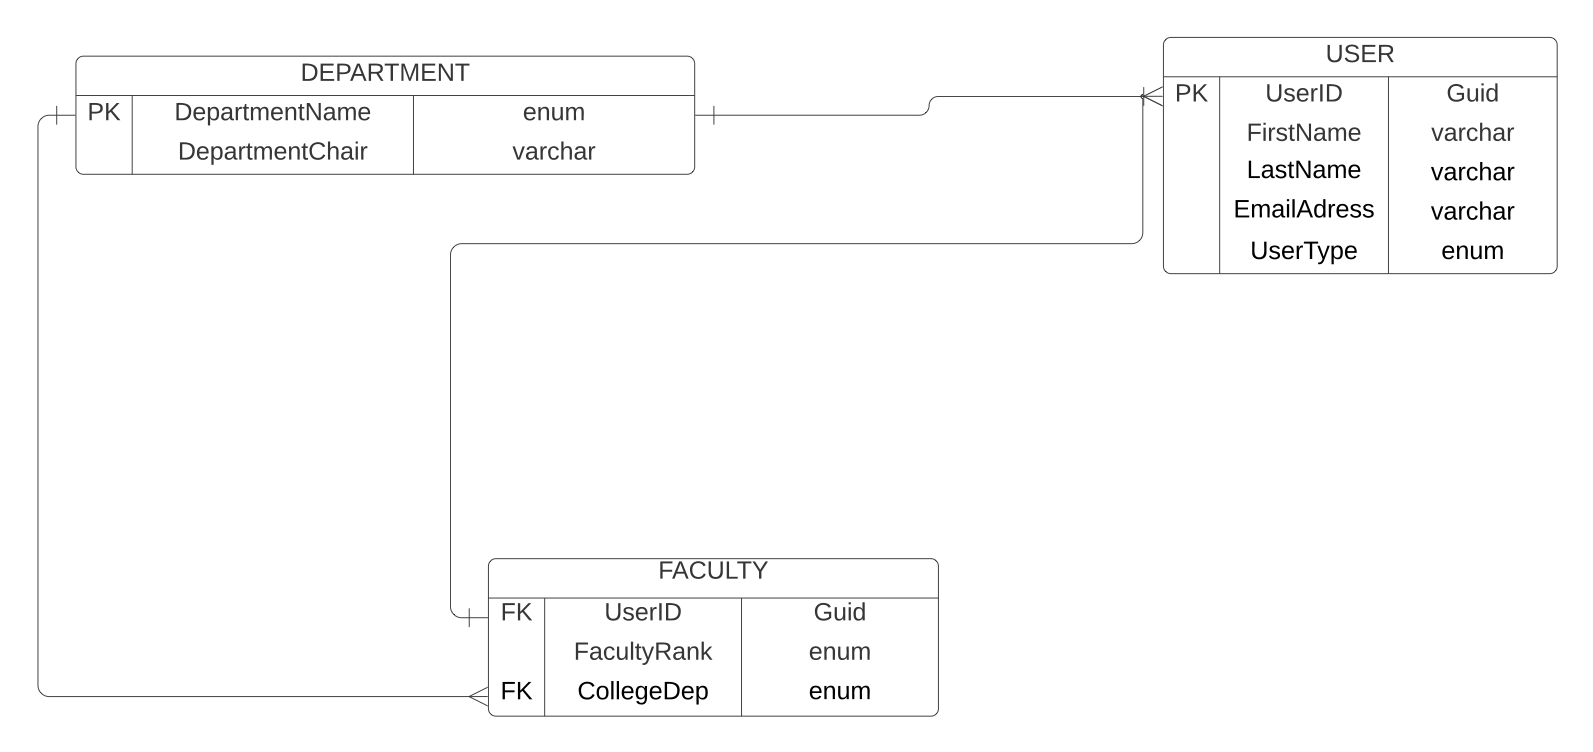 DEPARTMENT
PK DepartmentName enum
DepartmentChair varchar
USER
PK UserID Guid
FirstName varchar
LastName varchar
EmailAdress varchar
UserType enum
FACULTY
FK UserID Guid
FacultyRank enum
FK CollegeDep enum